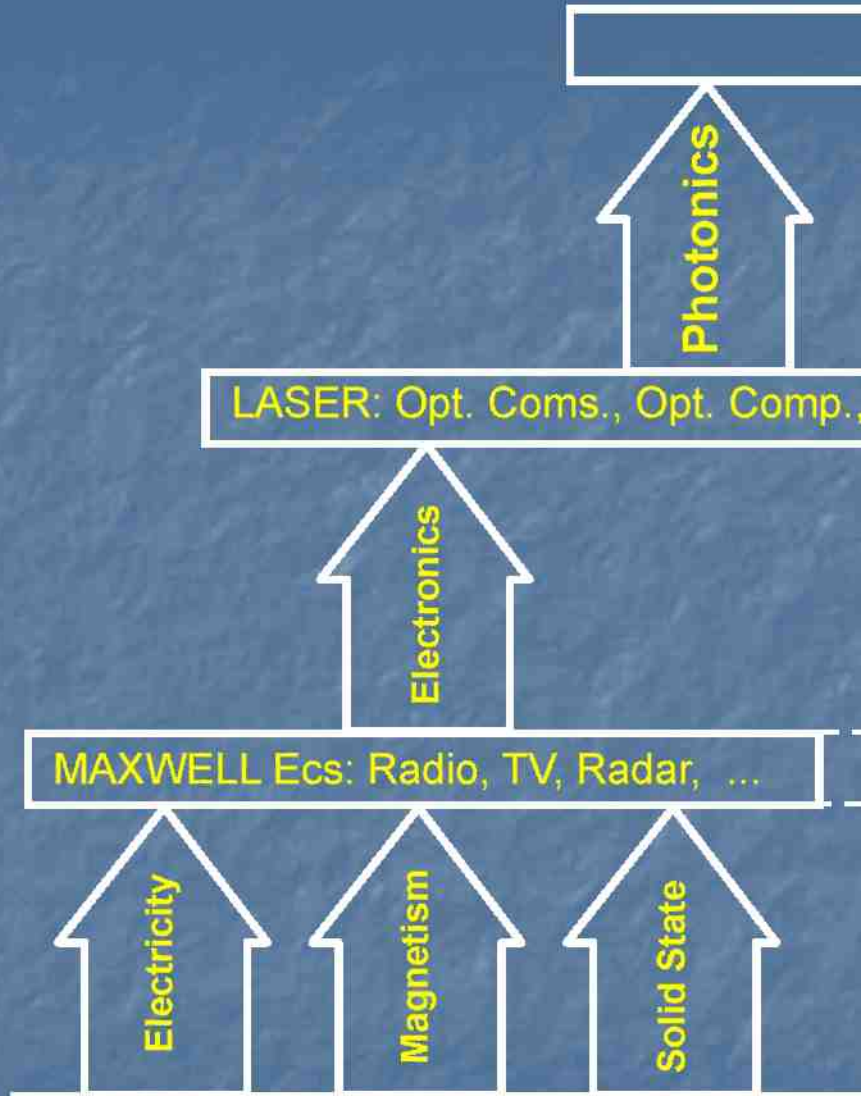 Photonics
LASER: Opt. Coms., Opt. Comp.,
Electronics
MAXWELL Ecs: Radio, TV, Radar, ...
Electricity
Magnetism
Solid State